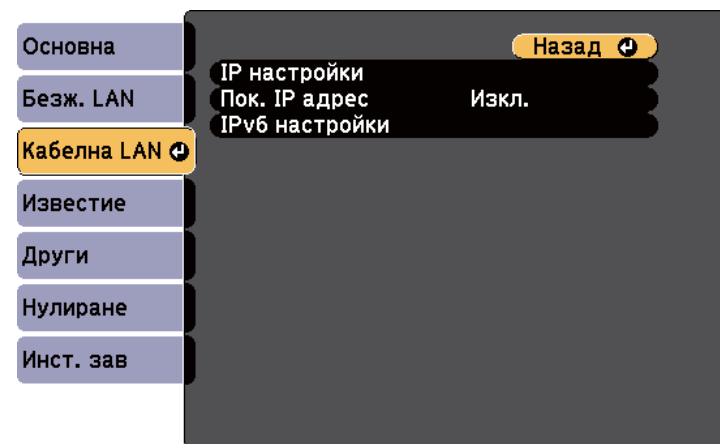 Основна
Безж. LAN
Кабелна LAN
Известие
Други
Нулиране
Инст. зав
Назад
IP настройки
Пок. IP адрес Изкл.
IPv6 настройки